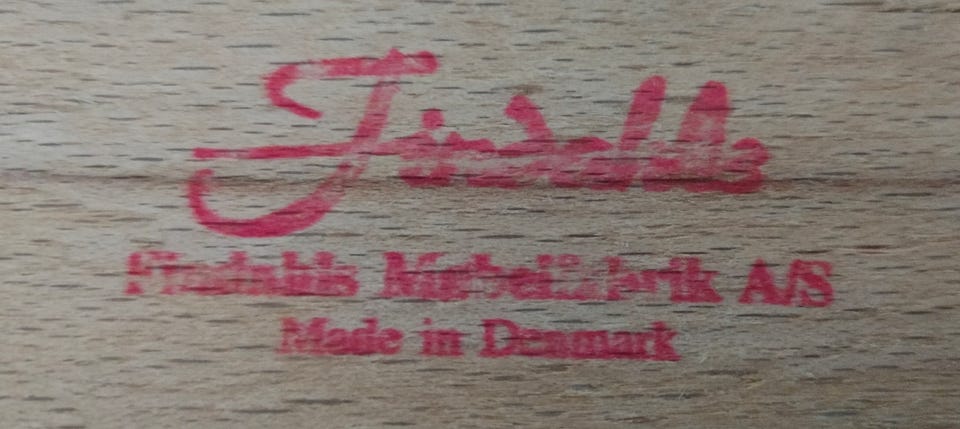 Findahls
Findahls Møbelfabrik A/S
Made in Denmark